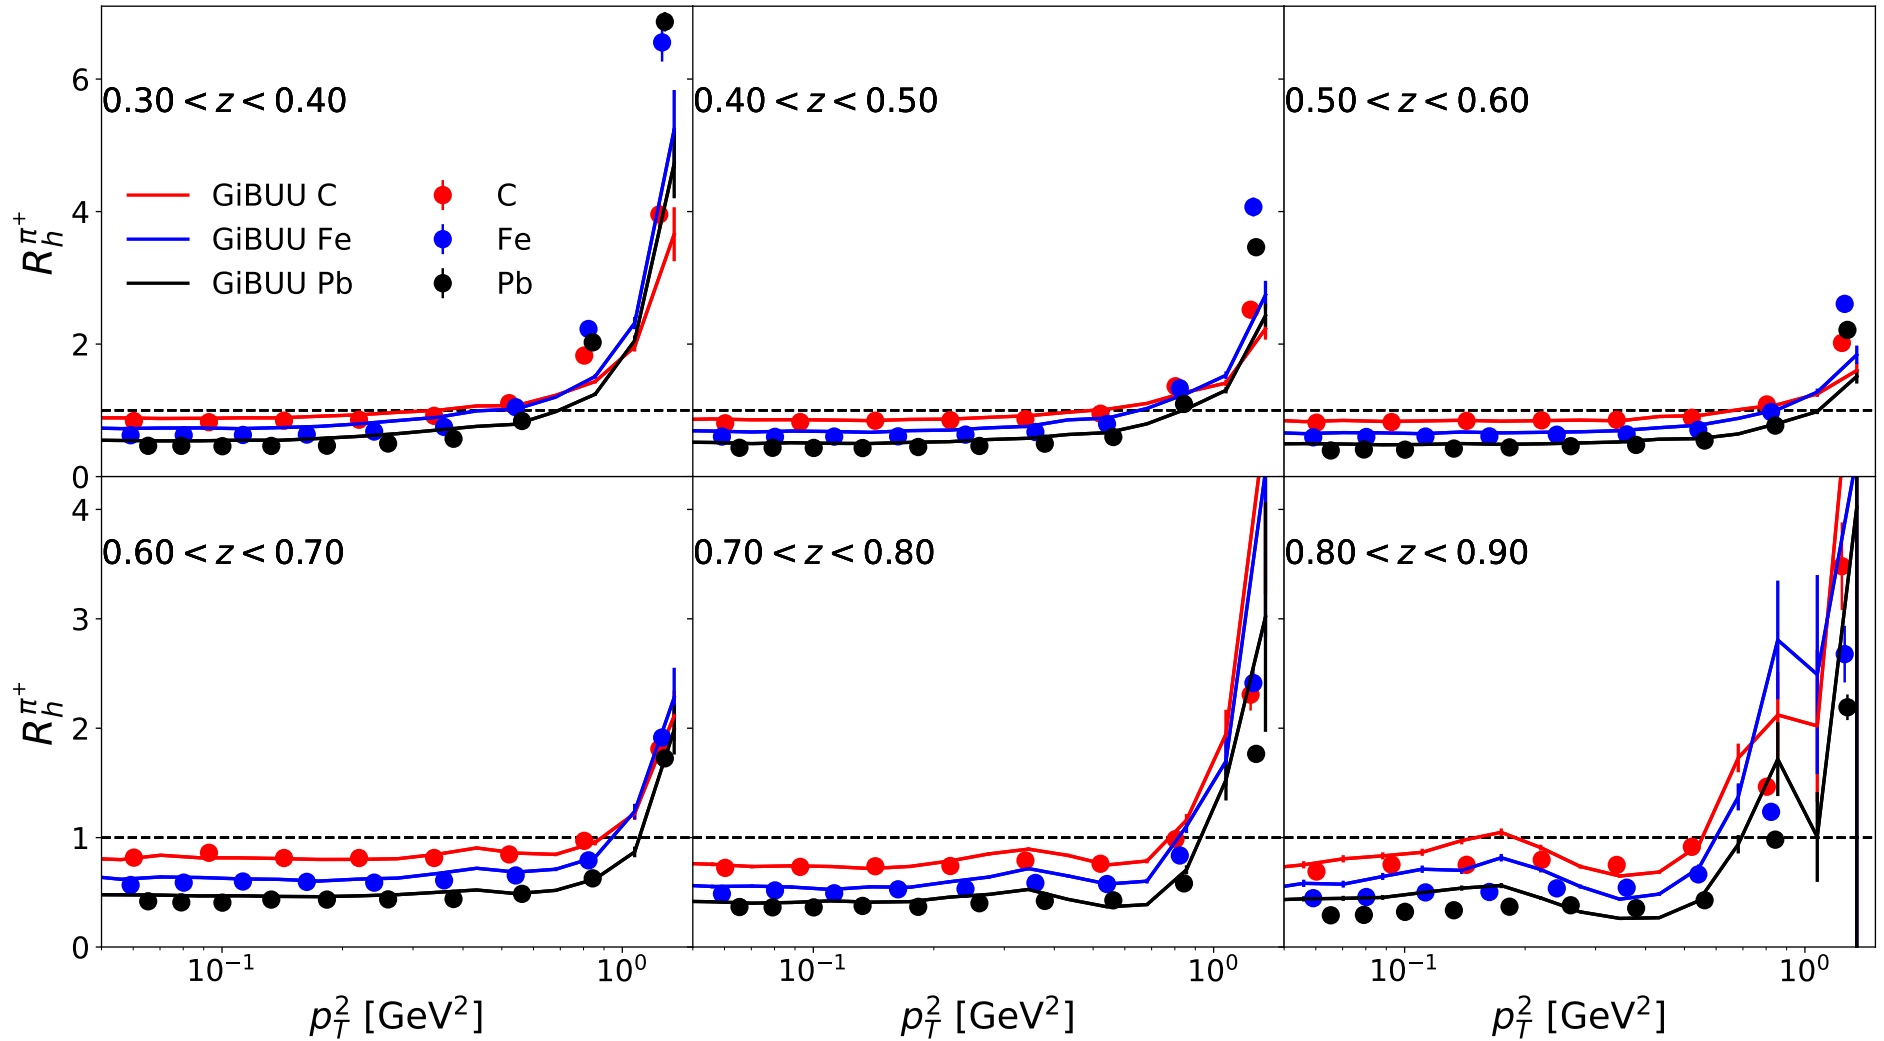 0.30 < z < 0.40
0.40 < z < 0.50
0.50 < z < 0.60
6
4
2
0
R_h^{π^+}
GiBUU C
GiBUU Fe
GiBUU Pb
C
Fe
Pb
0.60 < z < 0.70
0.70 < z < 0.80
0.80 < z < 0.90
4
3
2
1
0
R_h^{π^+}
10^{-1} 10^0
10^{-1} 10^0
10^{-1} 10^0
p_T^2 [GeV^2]
p_T^2 [GeV^2]
p_T^2 [GeV^2]